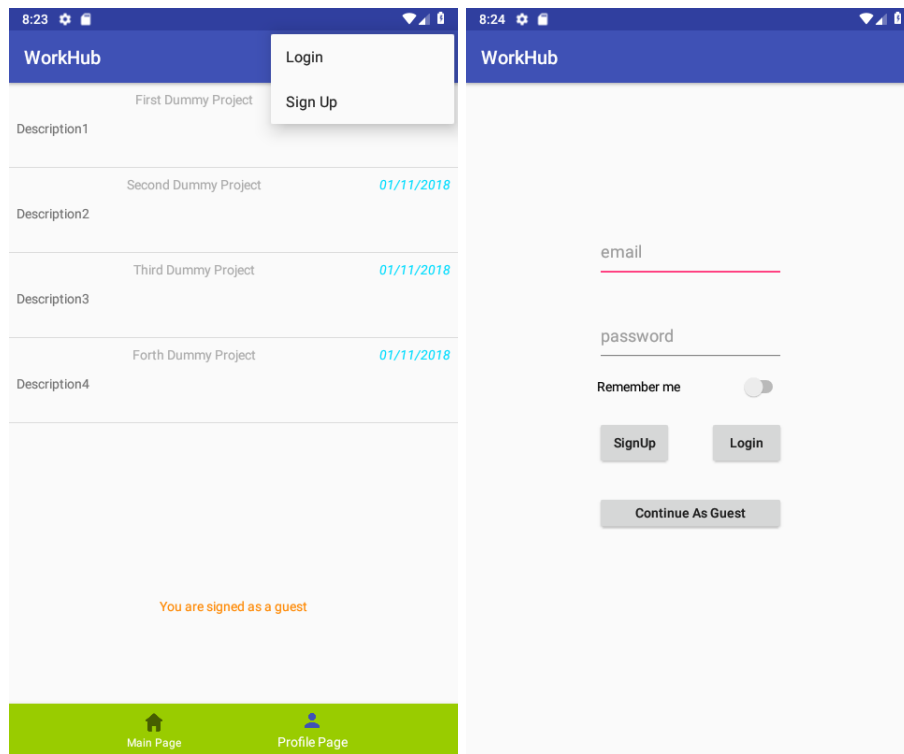 8:23
WorkHub
Login
Sign Up
First Dummy Project
Description1
Second Dummy Project 01/11/2018
Description2
Third Dummy Project 01/11/2018
Description3
Forth Dummy Project 01/11/2018
Description4
You are signed as a guest
Main Page Profile Page
8:24
WorkHub
email
password
Remember me
SignUp Login
Continue As Guest